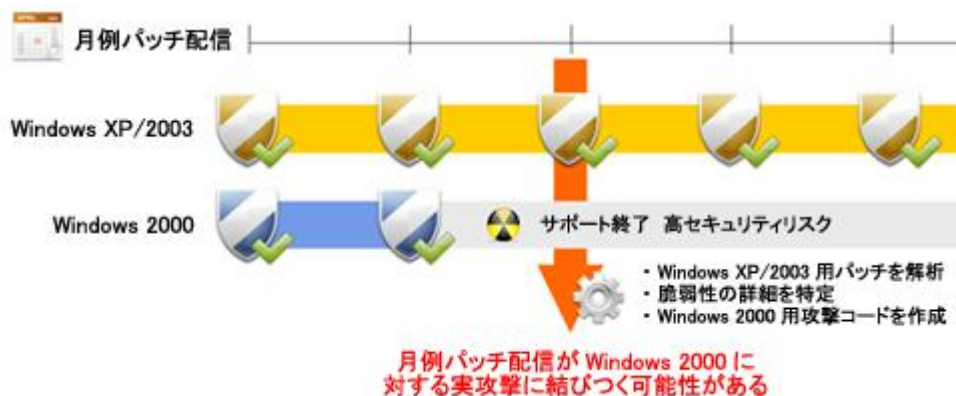 月例パッチ配信
Windows XP/2003
Windows 2000
サポート終了 高セキュリティリスク
・Windows XP/2003 用パッチを解析
・脆弱性の詳細を特定
・Windows 2000 用攻撃コードを作成
月例パッチ配信が Windows 2000 に
対する実攻撃に結びつく可能性がある